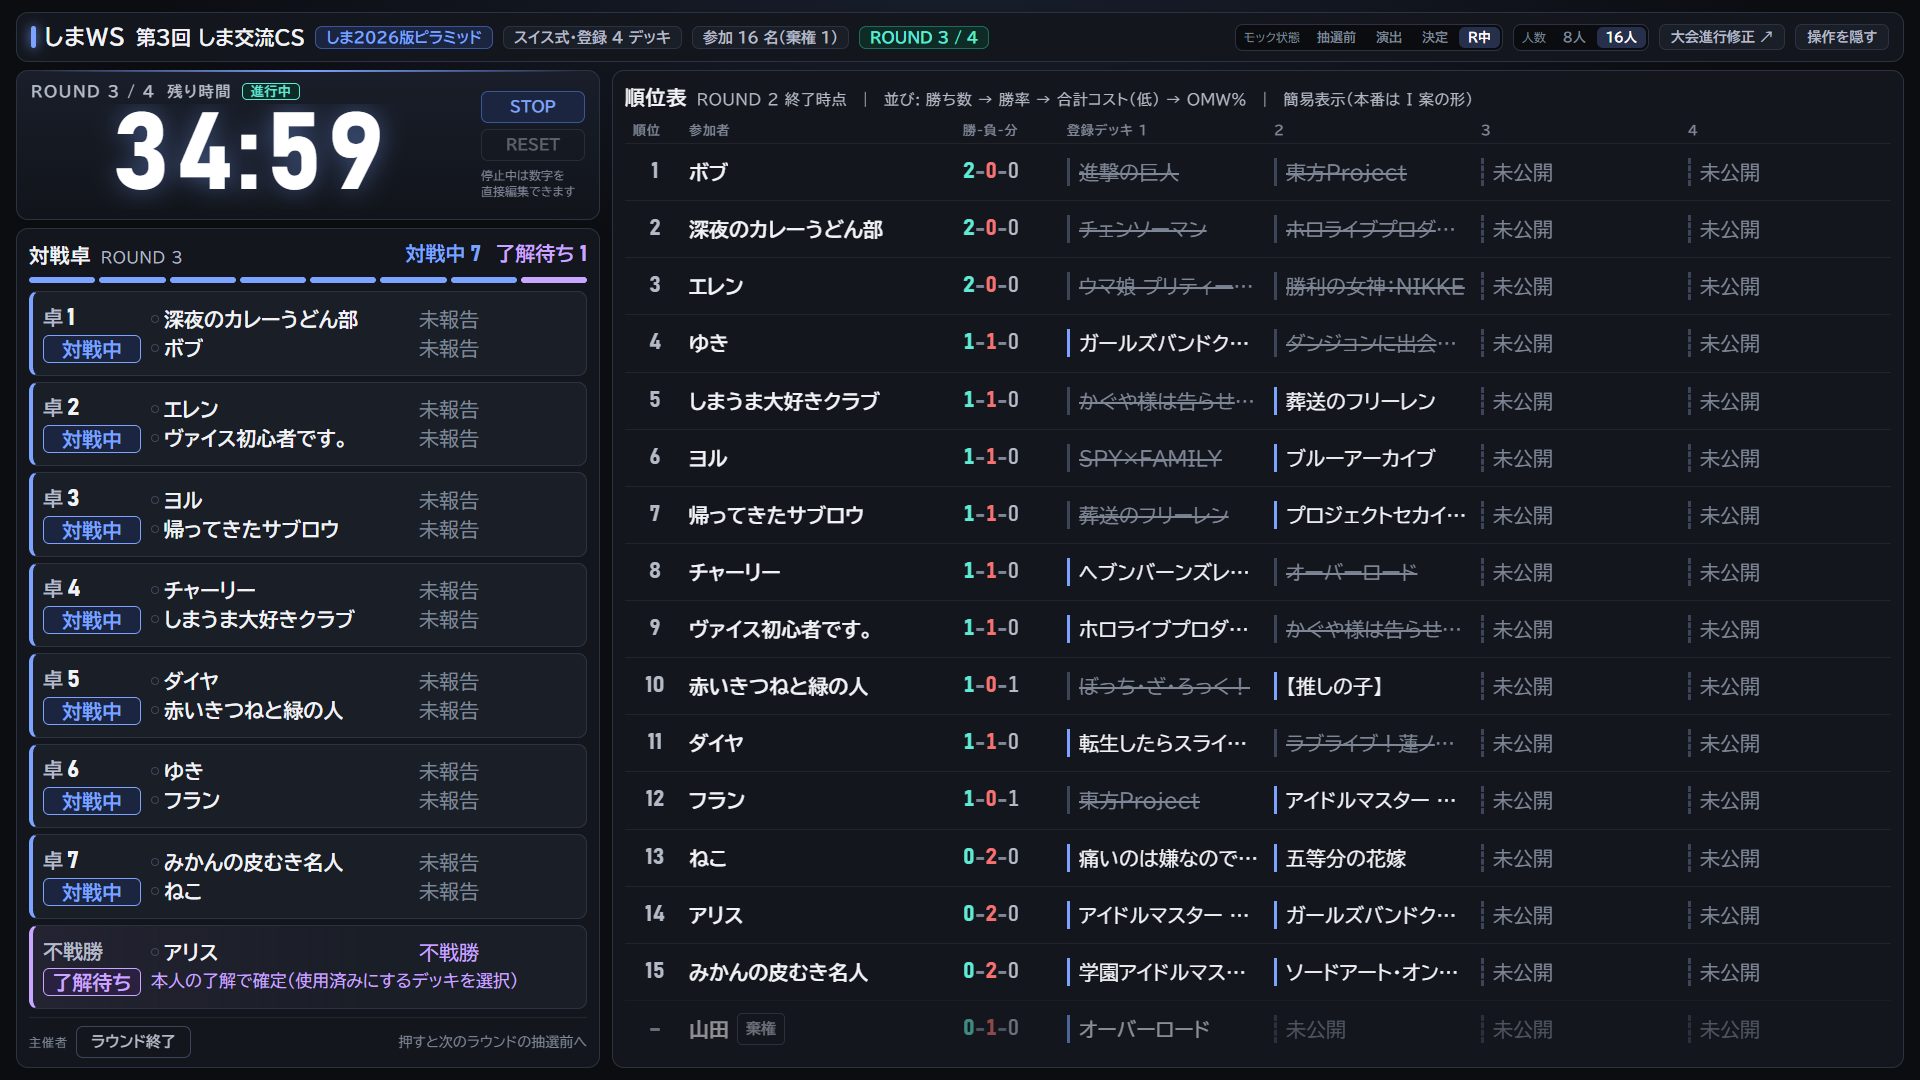 しまWS 第3回 しま交流CS しま2026版ピラミッド スイス式・登録 4 デッキ 参加 16 名(棄権 1) ROUND 3 / 4 モック状態 抽選前 演出 決定 R中 人数 8人 16人 大会進行修正 ↗ 操作を隠す
ROUND 3 / 4 残り時間 進行中
34:59
STOP
RESET
停止中は数字を
直接編集できます
対戦卓 ROUND 3 対戦中 7 了解待ち 1
卓 1 深夜のカレーうどん部 未報告
対戦中 ボブ 未報告
卓 2 エレン 未報告
対戦中 ヴァイス初心者です。 未報告
卓 3 ヨル 未報告
対戦中 帰ってきたサブロウ 未報告
卓 4 チャーリー 未報告
対戦中 しまうま大好きクラブ 未報告
卓 5 ダイヤ 未報告
対戦中 赤いきつねと緑の人 未報告
卓 6 ゆき 未報告
対戦中 フラン 未報告
卓 7 みかんの皮むき名人 未報告
対戦中 ねこ 未報告
不戦勝 アリス 不戦勝
了解待ち 本人の了解で確定(使用済みにするデッキを選択)
主催者 ラウンド終了 押すと次のラウンドの抽選前へ
順位表 ROUND 2 終了時点 | 並び: 勝ち数 → 勝率 → 合計コスト(低) → OMW% | 簡易表示(本番は I 案の形)
順位 参加者 勝-負-分 登録デッキ 1 2 3 4
1 ボブ 2-0-0 進撃の巨人 東方Project 未公開 未公開
2 深夜のカレーうどん部 2-0-0 チェンソーマン ホロライブプロダ… 未公開 未公開
3 エレン 2-0-0 ウマ娘 プリティー… 勝利の女神:NIKKE 未公開 未公開
4 ゆき 1-1-0 ガールズバンドク… ダンジョンに出会… 未公開 未公開
5 しまうま大好きクラブ 1-1-0 かぐや様は告らせ… 葬送のフリーレン 未公開 未公開
6 ヨル 1-1-0 SPY×FAMILY ブルーアーカイブ 未公開 未公開
7 帰ってきたサブロウ 1-1-0 葬送のフリーレン プロジェクトセカイ… 未公開 未公開
8 チャーリー 1-1-0 ヘブンバーンズレ… オーバーロード 未公開 未公開
9 ヴァイス初心者です。 1-1-0 ホロライブプロダ… かぐや様は告らせ… 未公開 未公開
10 赤いきつねと緑の人 1-0-1 ぼっち・ざ・ろっく! 【推しの子】 未公開 未公開
11 ダイヤ 1-1-0 転生したらスライ… ラブライブ!蓮ノ… 未公開 未公開
12 フラン 1-0-1 東方Project アイドルマスター … 未公開 未公開
13 ねこ 0-2-0 痛いのは嫌なので… 五等分の花嫁 未公開 未公開
14 アリス 0-2-0 アイドルマスター … ガールズバンドク… 未公開 未公開
15 みかんの皮むき名人 0-2-0 学園アイドルマス… ソードアート・オン… 未公開 未公開
– 山田 棄権 0-1-0 オーバーロード 未公開 未公開 未公開